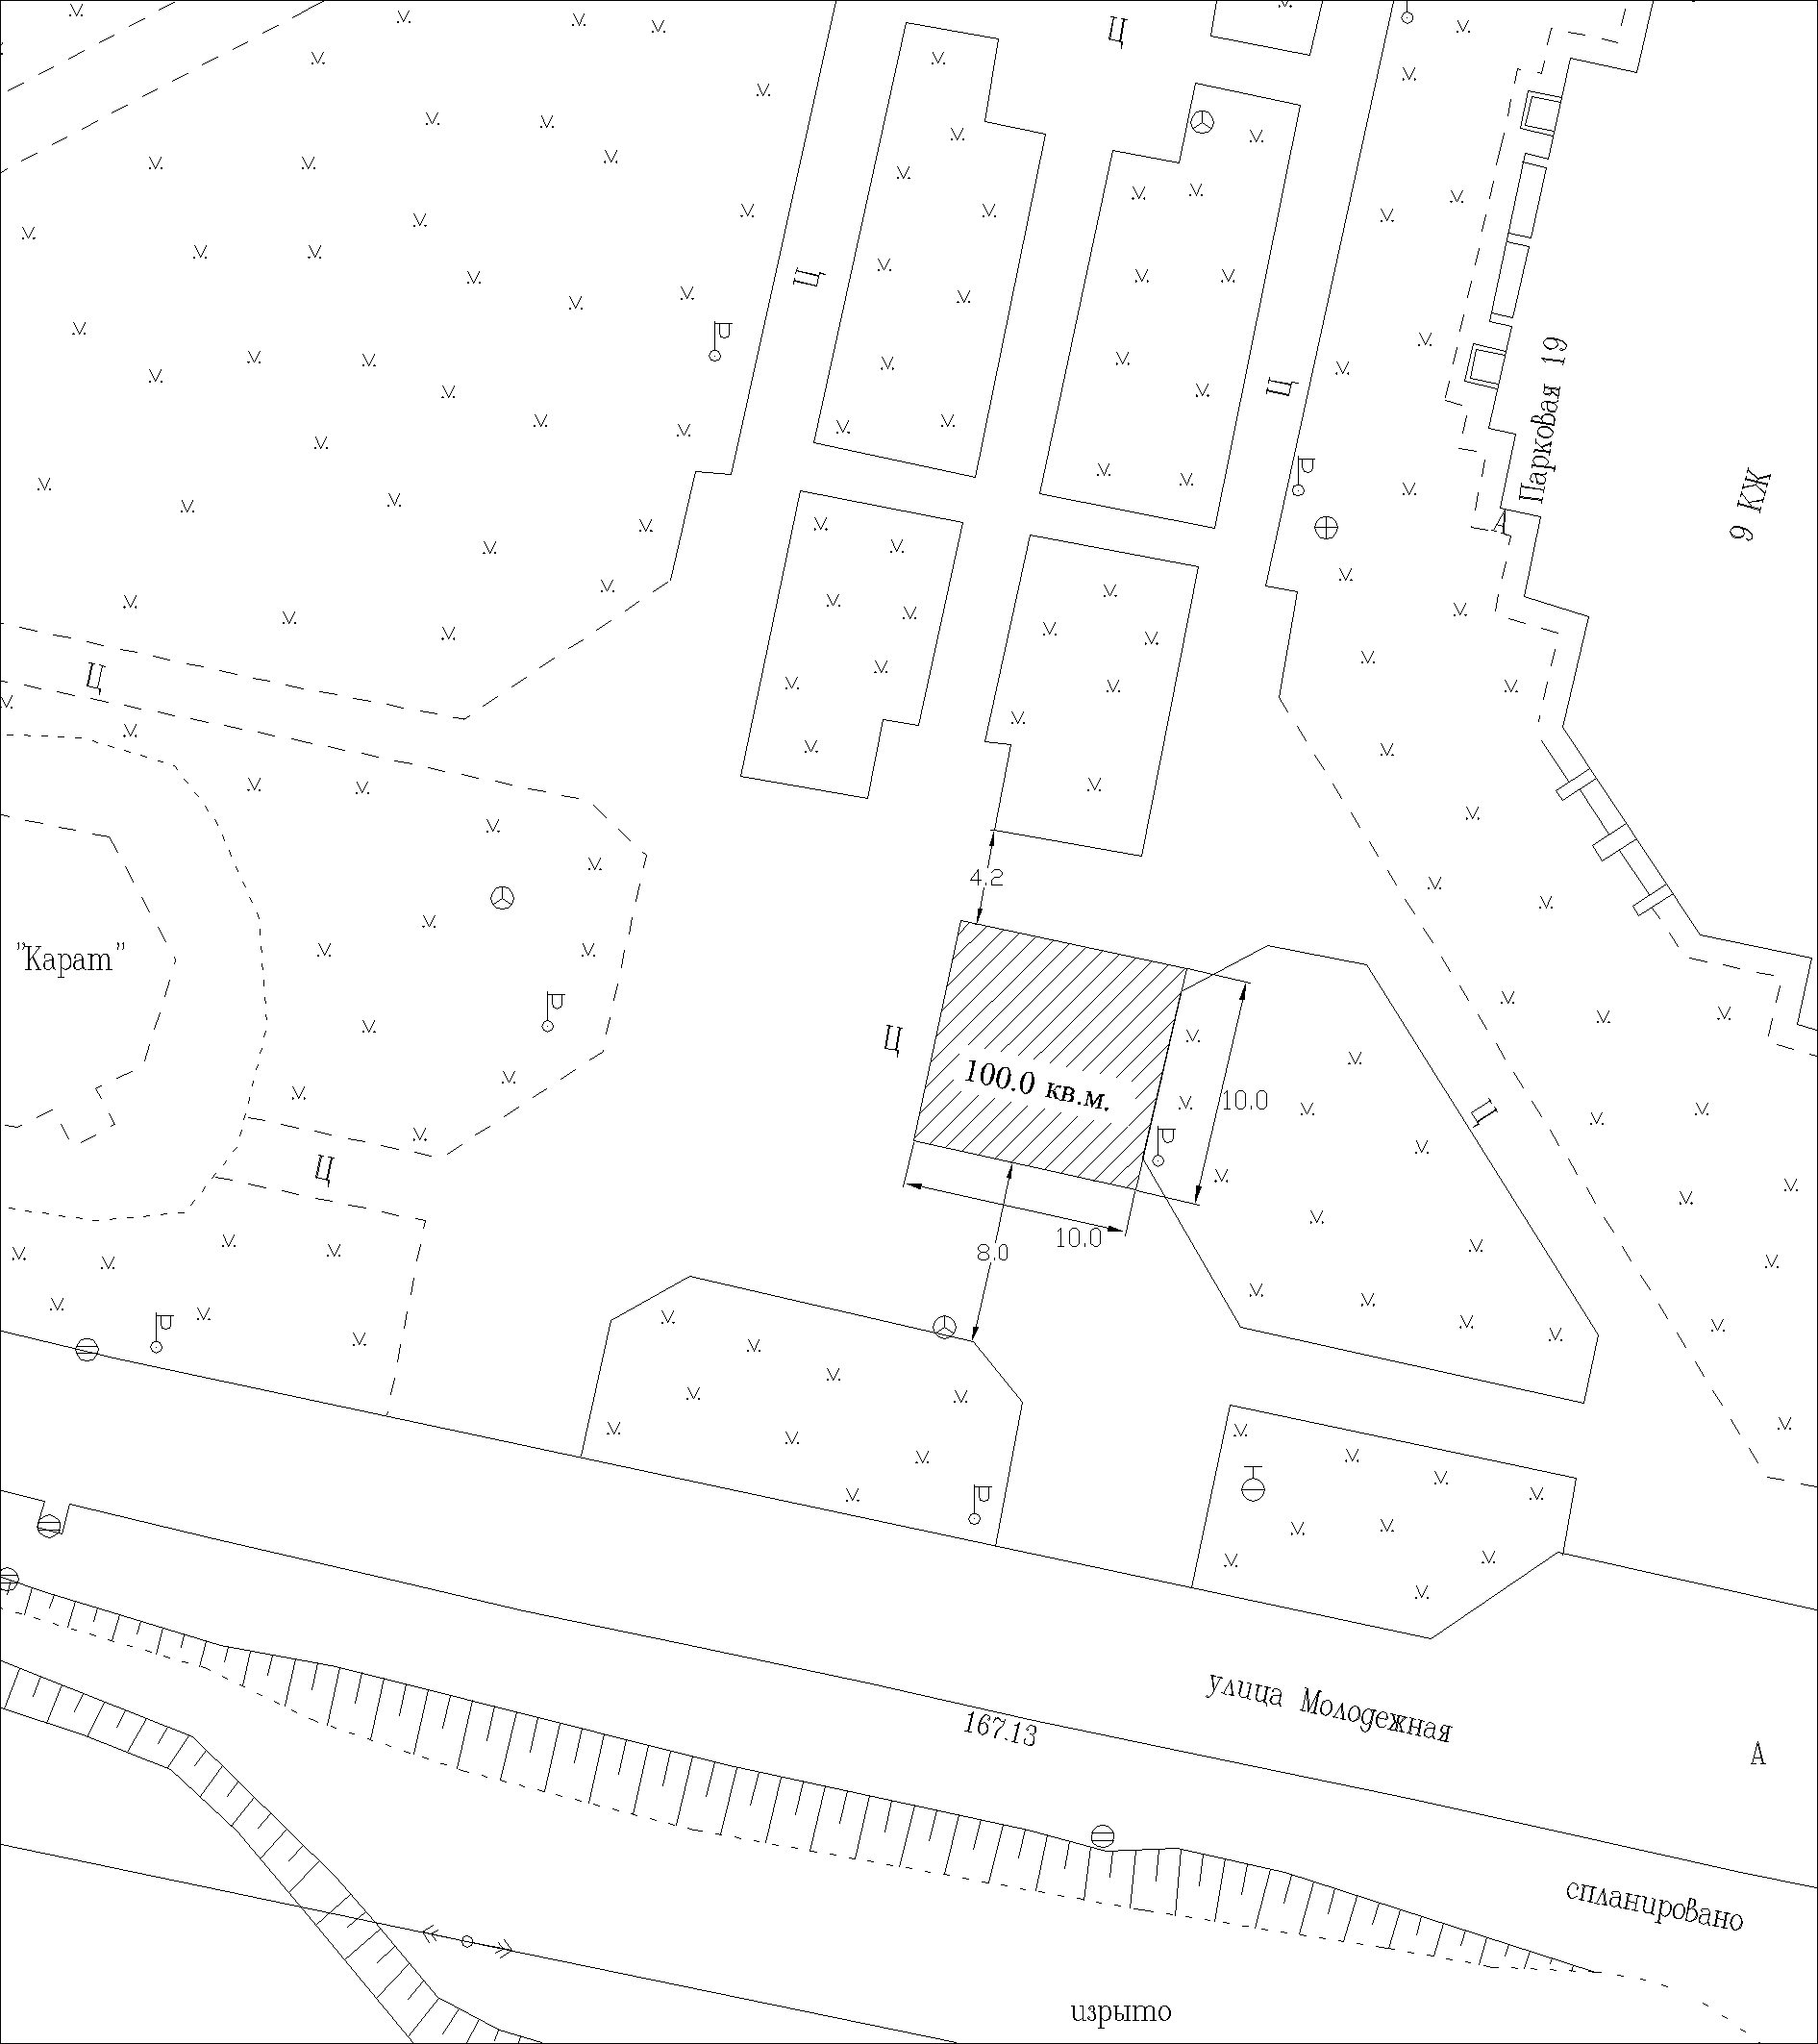 Ц
Ц
Ц
Парковая 19
9 КЖ
А
Ц
4.2
"Карат"
Ц
100.0 кв.м.
10.0
Ц
Ц
10.0
8.0
улица Молодежная
167.13
А
спланировано
изрыто